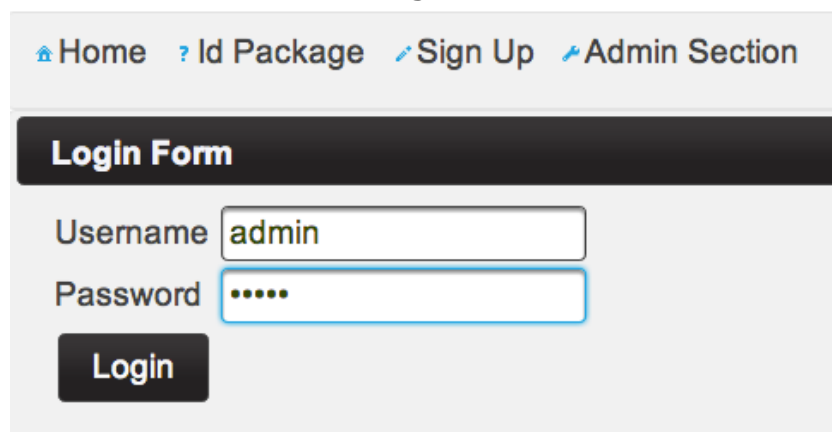 Home ? Id Package Sign Up Admin Section
Login Form
Username admin
Password •••••
Login